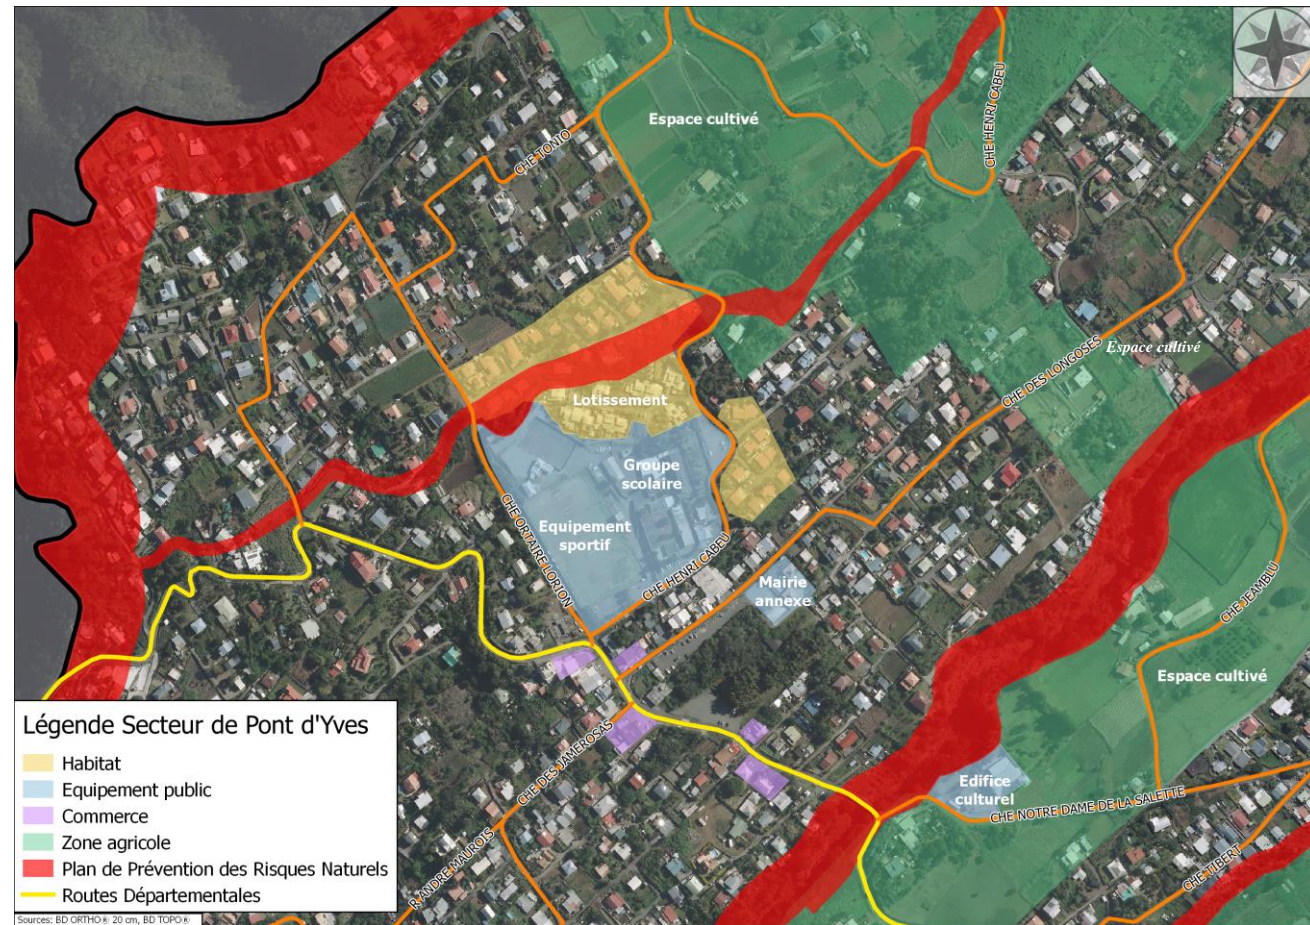 Espace cultivé
CHE HENRI CABEU
CHE TONIO
Espace cultivé
CHE DES LONGOSES
Lotissement
Groupe
scolaire
Equipement
sportif
CHE ORTAIRE LORION
CHE HENRI CABEU
Mairie
annexe
CHE JEAMBLU
Espace cultivé
CHE DES JAMEROSAS
Edifice
culturel
CHE NOTRE DAME DE LA SALETTE
R ANDRE MAUROIS
CHE TIBERT
Légende Secteur de Pont d'Yves
Habitat
Equipement public
Commerce
Zone agricole
Plan de Prévention des Risques Naturels
Routes Départementales
Sources: BD ORTHO® 20 cm, BD TOPO®